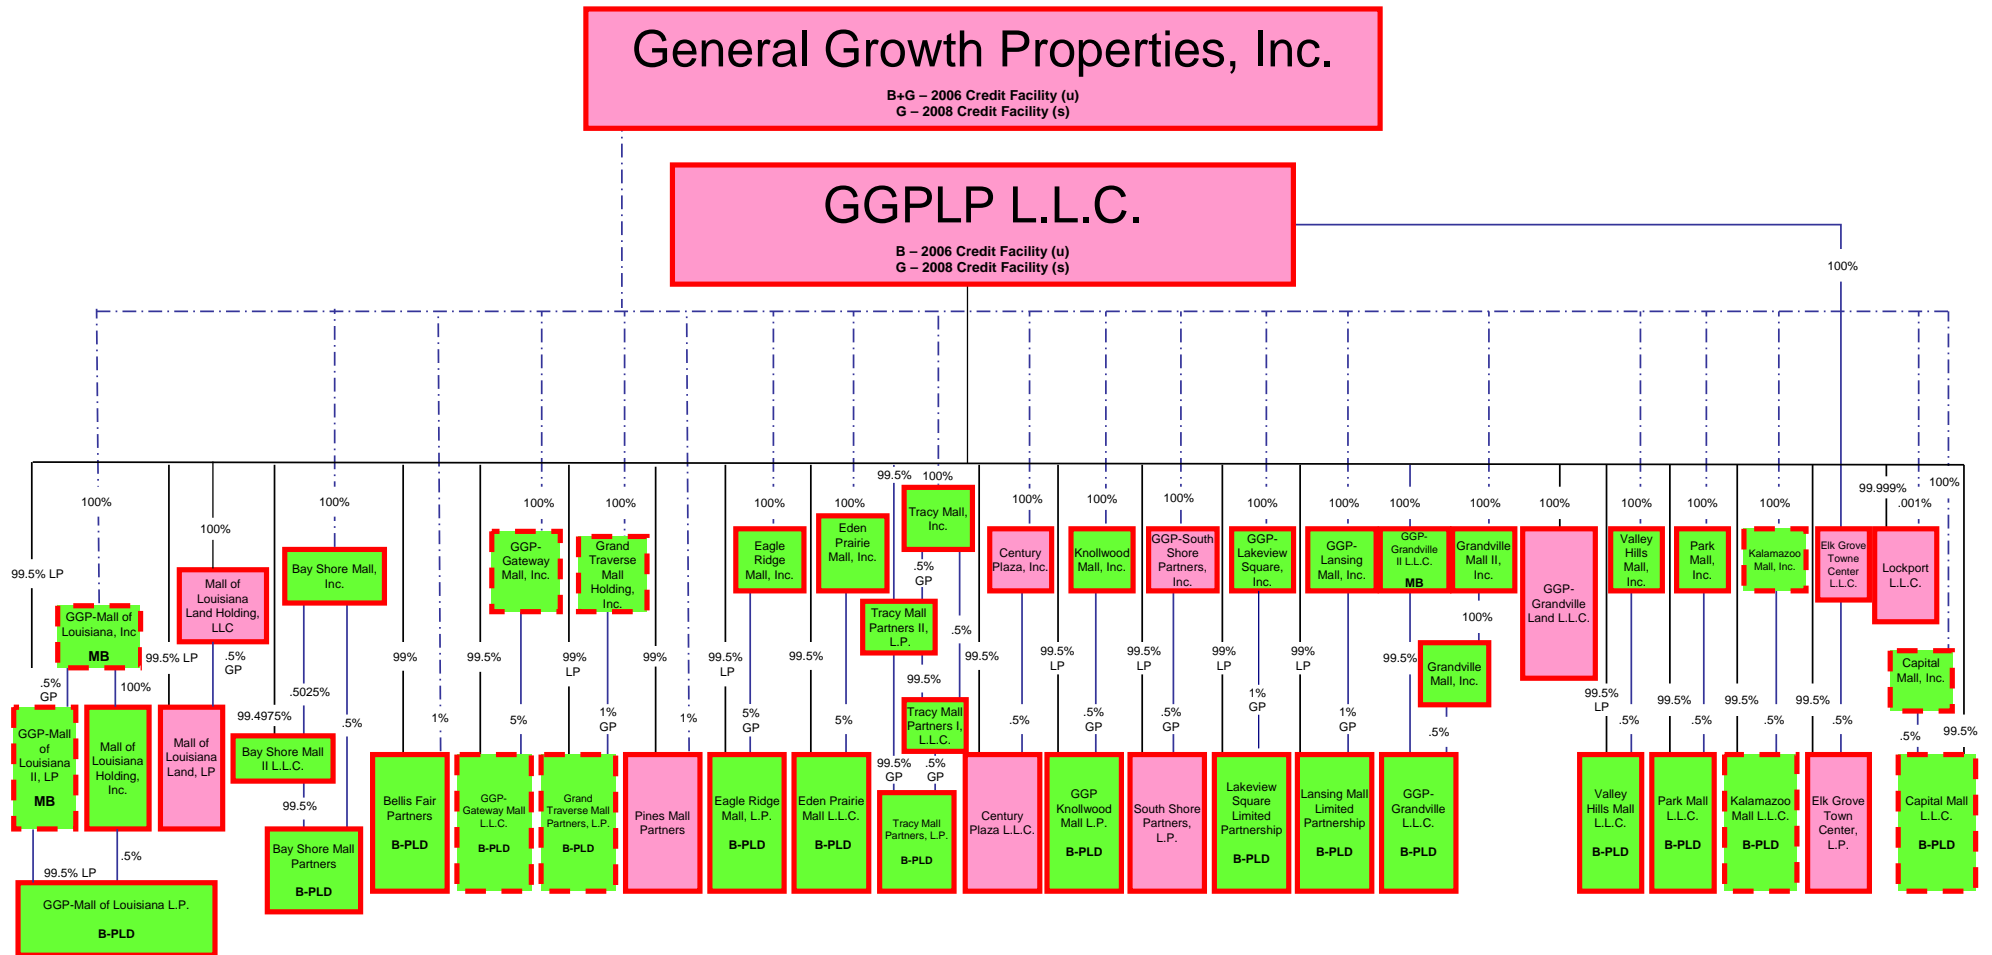 General Growth Properties, Inc.
B+G – 2006 Credit Facility (u)
G – 2008 Credit Facility (s)
GGPLP L.L.C.
B – 2006 Credit Facility (u)
G – 2008 Credit Facility (s)
100%
99.5% LP
100%
GGP-Mall of
Louisiana, Inc
MB
.5%
GP
100%
GGP-Mall
of
Louisiana
II, LP
MB
Mall of
Louisiana
Holding,
Inc.
99.5% LP
.5%
GGP-Mall of Louisiana L.P.
B-PLD
99.5% LP
100%
Mall of
Louisiana
Land Holding,
LLC
.5%
GP
Mall of
Louisiana
Land, LP
100%
Bay Shore Mall,
Inc.
.5025%
99.4975%
.5%
Bay Shore Mall
II L.L.C.
99.5%
Bay Shore Mall
Partners
B-PLD
99%
1%
Bellis Fair
Partners
B-PLD
100%
GGP-
Gateway
Mall, Inc.
99.5%
5%
GGP-
Gateway Mall
L.L.C.
B-PLD
100%
Grand
Traverse
Mall
Holding,
Inc.
99%
LP
1%
GP
Grand
Traverse Mall
Partners, L.P.
B-PLD
99%
1%
Pines Mall
Partners
100%
Eagle
Ridge
Mall, Inc.
99.5%
LP
5%
GP
Eagle Ridge
Mall, L.P.
B-PLD
100%
Eden
Prairie
Mall, Inc.
99.5%
5%
Eden Prairie
Mall L.L.C.
B-PLD
99.5%
100%
Tracy Mall,
Inc.
.5%
GP
Tracy Mall
Partners II,
L.P.
.5%
99.5%
Tracy Mall
Partners I,
L.L.C.
99.5%
GP
.5%
GP
Tracy Mall
Partners, L.P.
B-PLD
100%
Century
Plaza, Inc.
99.5%
.5%
Century
Plaza L.L.C.
100%
Knollwood
Mall, Inc.
99.5%
LP
.5%
GP
GGP
Knollwood
Mall L.P.
B-PLD
100%
GGP-South
Shore
Partners,
Inc.
99.5%
LP
.5%
GP
South Shore
Partners,
L.P.
100%
GGP-
Lakeview
Square,
Inc.
99%
LP
1%
GP
Lakeview
Square
Limited
Partnership
B-PLD
100%
GGP-
Lansing
Mall, Inc.
99%
LP
1%
GP
Lansing Mall
Limited
Partnership
B-PLD
100%
GGP-
Grandville
II L.L.C.
MB
99.5%
100%
Grandville
Mall II,
Inc.
100%
Grandville
Mall, Inc.
.5%
GGP-
Grandville
L.L.C.
B-PLD
100%
GGP-
Grandville
Land L.L.C.
100%
Valley
Hills
Mall,
Inc.
99.5%
LP
.5%
Valley
Hills Mall
L.L.C.
B-PLD
100%
Park
Mall,
Inc.
99.5%
.5%
Park Mall
L.L.C.
B-PLD
100%
Kalamazoo
Mall, Inc.
99.5%
.5%
Kalamazoo
Mall L.L.C.
B-PLD
Elk Grove
Towne
Center
L.L.C.
99.5%
.5%
Elk Grove
Town
Center,
L.P.
99.999%
.001%
Lockport
L.L.C.
100%
Capital
Mall, Inc.
.5%
99.5%
Capital Mall
L.L.C.
B-PLD